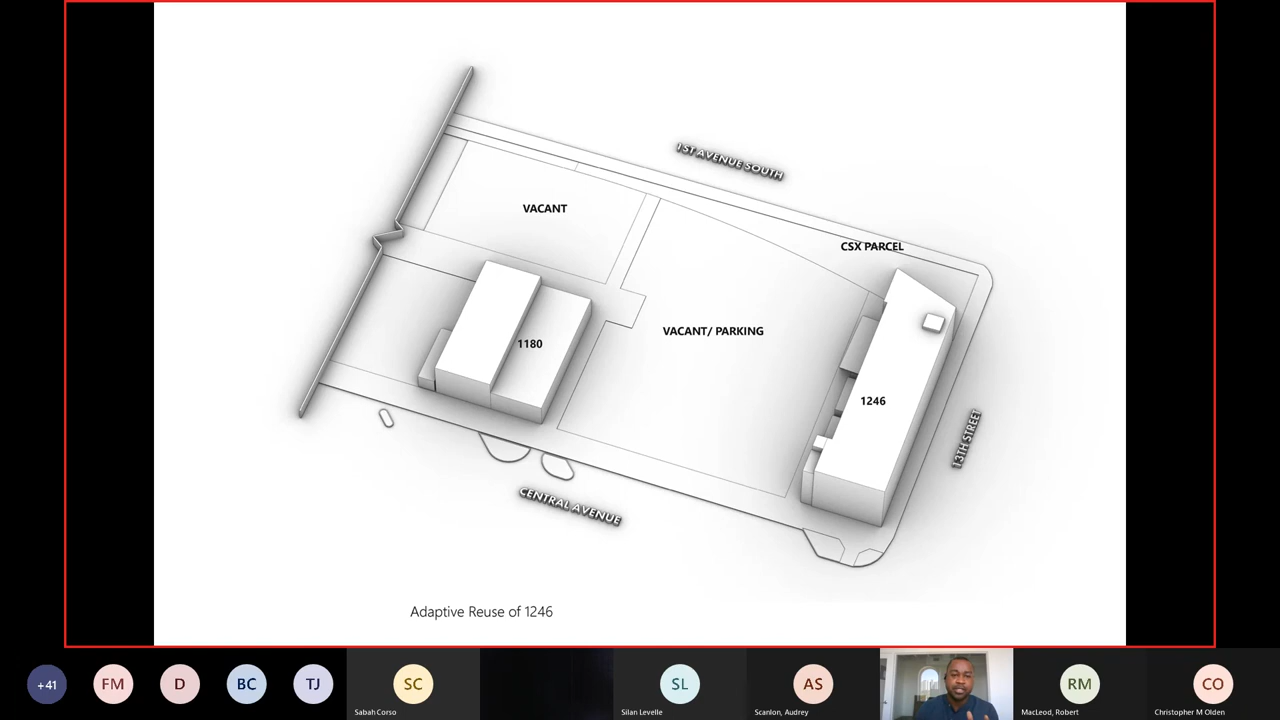 1ST AVENUE SOUTH
VACANT
CSX PARCEL
VACANT/ PARKING
1180
1246
13TH STREET
CENTRAL AVENUE
Adaptive Reuse of 1246
+41
FM
D
BC
TJ
SC
SL
AS
RM
CO
Sabah Corso
Silan Levelle
Scanlon, Audrey
MacLeod, Robert
Christopher M Olden